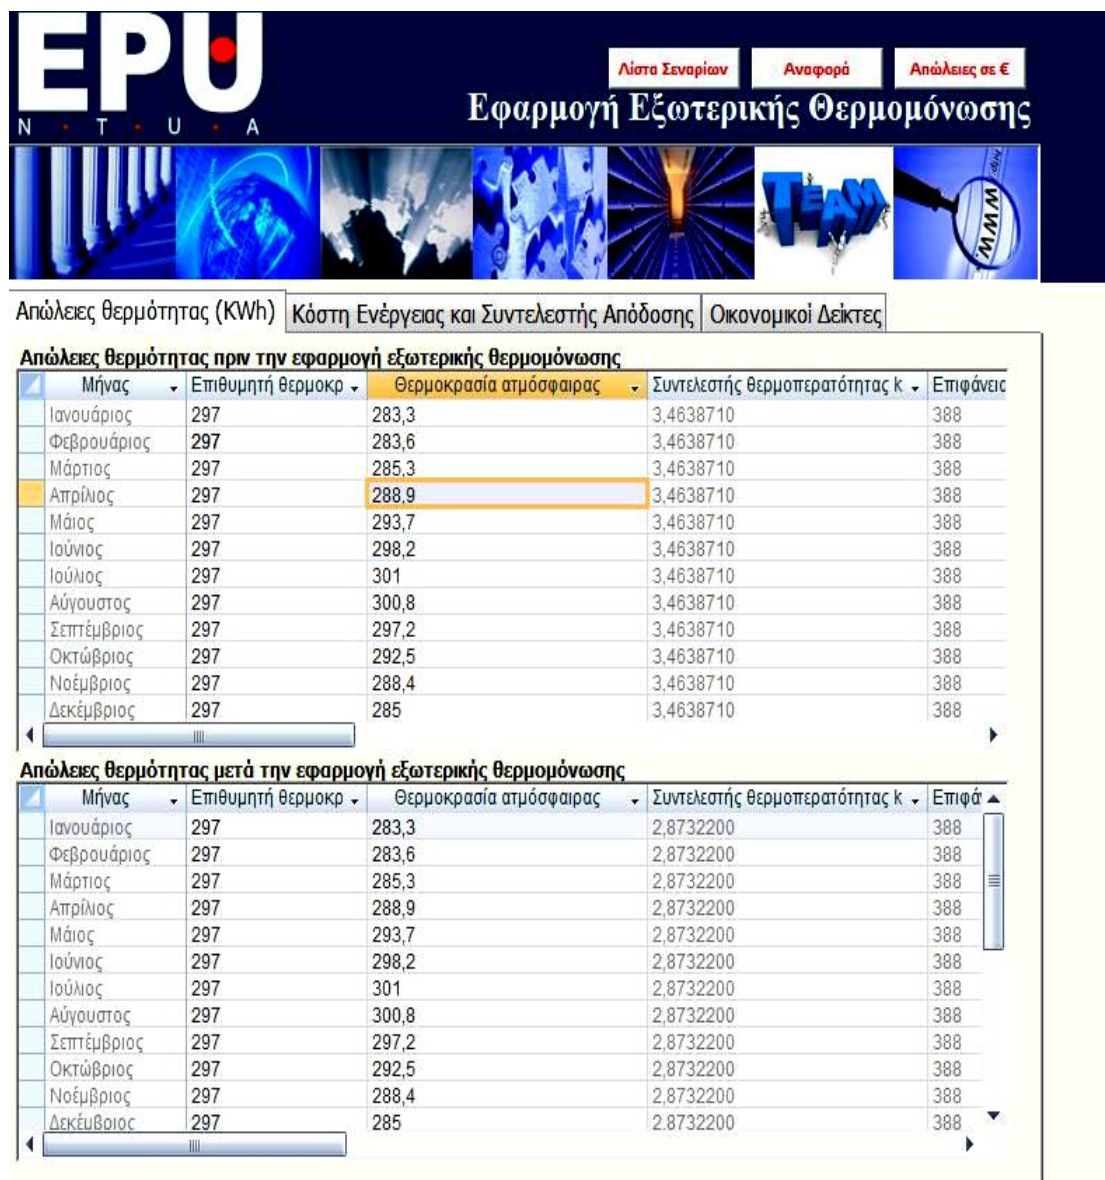 EPU
N · T · U · A
Λίστα Σεναρίων Αναφορά Απώλειες σε €
Εφαρμογή Εξωτερικής Θερμομόνωσης
TEAM
http
WWW.
Απώλειες θερμότητας (KWh) Κόστη Ενέργειας και Συντελεστής Απόδοσης Οικονομικοί Δείκτες
Απώλειες θερμότητας πριν την εφαρμογή εξωτερικής θερμομόνωσης
Μήνας Επιθυμητή θερμοκρ Θερμοκρασία ατμόσφαιρας Συντελεστής θερμοπερατότητας k Επιφάνεια
Ιανουάριος 297 283,3 3,4638710 388
Φεβρουάριος 297 283,6 3,4638710 388
Μάρτιος 297 285,3 3,4638710 388
Απρίλιος 297 288,9 3,4638710 388
Μάιος 297 293,7 3,4638710 388
Ιούνιος 297 298,2 3,4638710 388
Ιούλιος 297 301 3,4638710 388
Αύγουστος 297 300,8 3,4638710 388
Σεπτέμβριος 297 297,2 3,4638710 388
Οκτώβριος 297 292,5 3,4638710 388
Νοέμβριος 297 288,4 3,4638710 388
Δεκέμβριος 297 285 3,4638710 388
Απώλειες θερμότητας μετά την εφαρμογή εξωτερικής θερμομόνωσης
Μήνας Επιθυμητή θερμοκρ Θερμοκρασία ατμόσφαιρας Συντελεστής θερμοπερατότητας k Επιφά
Ιανουάριος 297 283,3 2,8732200 388
Φεβρουάριος 297 283,6 2,8732200 388
Μάρτιος 297 285,3 2,8732200 388
Απρίλιος 297 288,9 2,8732200 388
Μάιος 297 293,7 2,8732200 388
Ιούνιος 297 298,2 2,8732200 388
Ιούλιος 297 301 2,8732200 388
Αύγουστος 297 300,8 2,8732200 388
Σεπτέμβριος 297 297,2 2,8732200 388
Οκτώβριος 297 292,5 2,8732200 388
Νοέμβριος 297 288,4 2,8732200 388
Δεκέμβριος 297 285 2,8732200 388